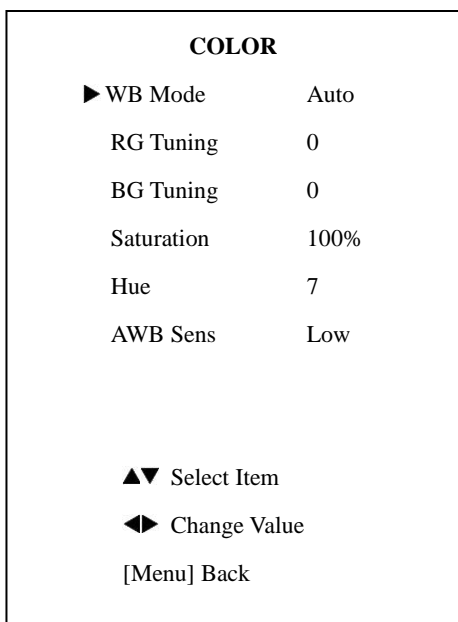 COLOR
▶ WB Mode Auto
RG Tuning 0
BG Tuning 0
Saturation 100%
Hue 7
AWB Sens Low
▲▼ Select Item
◀▶ Change Value
[Menu] Back